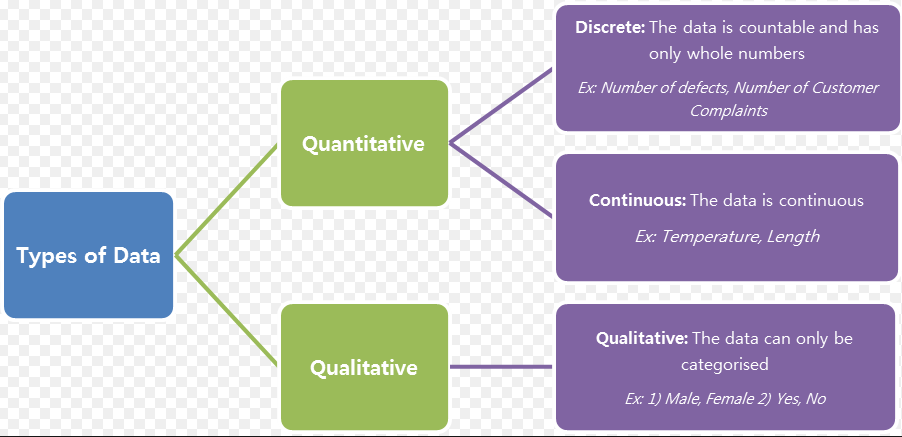 Types of Data
Quantitative
Qualitative
Discrete: The data is countable and has
only whole numbers
Ex: Number of defects, Number of Customer
Complaints
Continuous: The data is continuous
Ex: Temperature, Length
Qualitative: The data can only be
categorised
Ex: 1) Male, Female 2) Yes, No